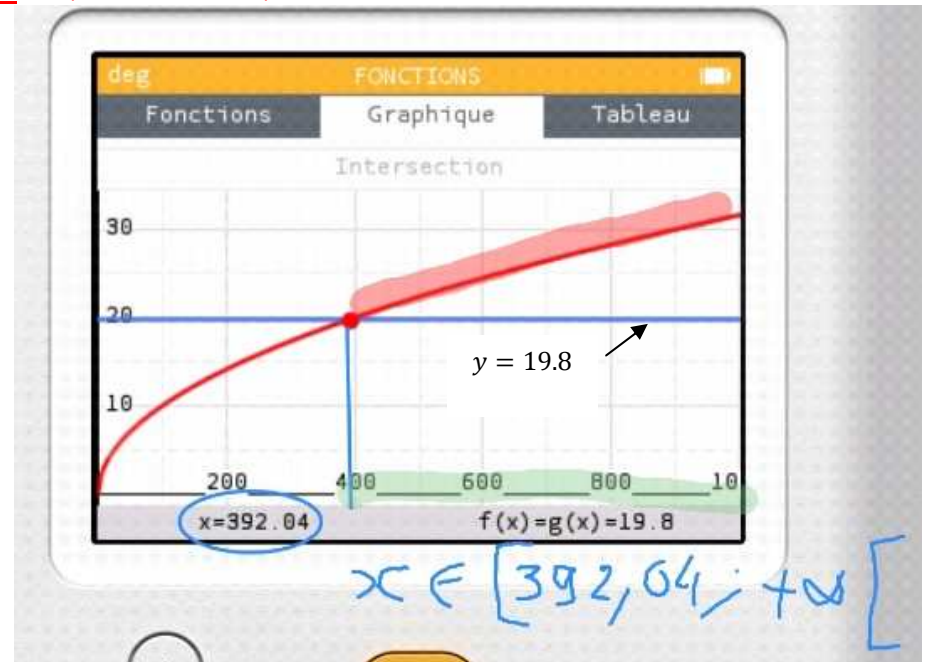 deg FONCTIONS
Fonctions Graphique Tableau
Intersection
30
20
y = 19.8
10
200 400 600 800 10
x=392.04 f(x)=g(x)=19.8
x ∈ [392,04; +∞[